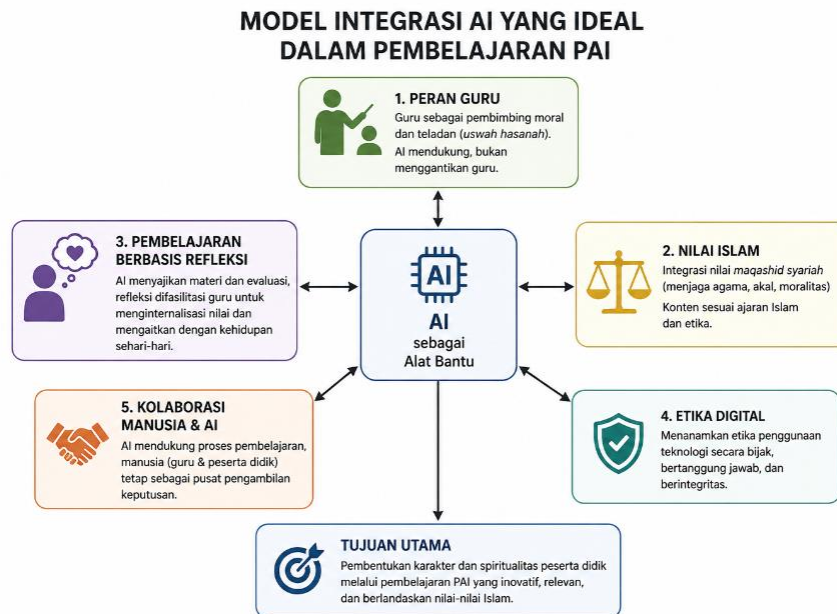 MODEL INTEGRASI AI YANG IDEAL
DALAM PEMBELAJARAN PAI
1. PERAN GURU
Guru sebagai pembimbing moral
dan teladan (uswah hasanah).
AI mendukung, bukan
menggantikan guru.
3. PEMBELAJARAN
BERBASIS REFLEKSI
AI menyajikan materi dan evaluasi,
refleksi difasilitasi guru untuk
menginternalisasi nilai dan
mengaitkan dengan kehidupan
sehari-hari.
AI
AI
sebagai
Alat Bantu
2. NILAI ISLAM
Integrasi nilai maqashid syariah
(menjaga agama, akal, moralitas)
Konten sesuai ajaran Islam
dan etika.
5. KOLABORASI
MANUSIA & AI
AI mendukung proses pembelajaran,
manusia (guru & peserta didik)
tetap sebagai pusat pengambilan
keputusan.
4. ETIKA DIGITAL
Menanamkan etika penggunaan
teknologi secara bijak,
bertanggung jawab, dan
berintegritas.
TUJUAN UTAMA
Pembentukan karakter dan spiritualitas peserta didik
melalui pembelajaran PAI yang inovatif, relevan,
dan berlandaskan nilai-nilai Islam.